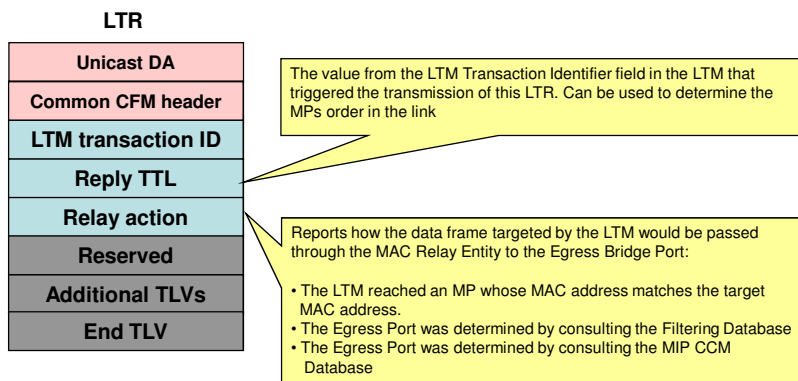 LTR
Unicast DA
Common CFM header
LTM transaction ID
Reply TTL
Relay action
Reserved
Additional TLVs
End TLV
The value from the LTM Transaction Identifier field in the LTM that
triggered the transmission of this LTR. Can be used to determine the
MPs order in the link
Reports how the data frame targeted by the LTM would be passed
through the MAC Relay Entity to the Egress Bridge Port:
• The LTM reached an MP whose MAC address matches the target
MAC address.
• The Egress Port was determined by consulting the Filtering Database
• The Egress Port was determined by consulting the MIP CCM
Database